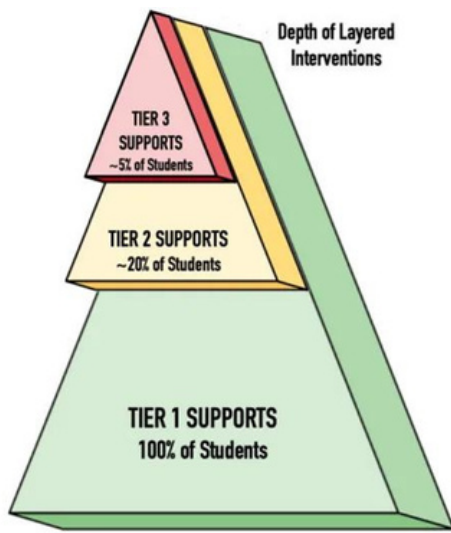 Depth of Layered
Interventions
TIER 3
SUPPORTS
~5% of Students
TIER 2 SUPPORTS
~20% of Students
TIER 1 SUPPORTS
100% of Students